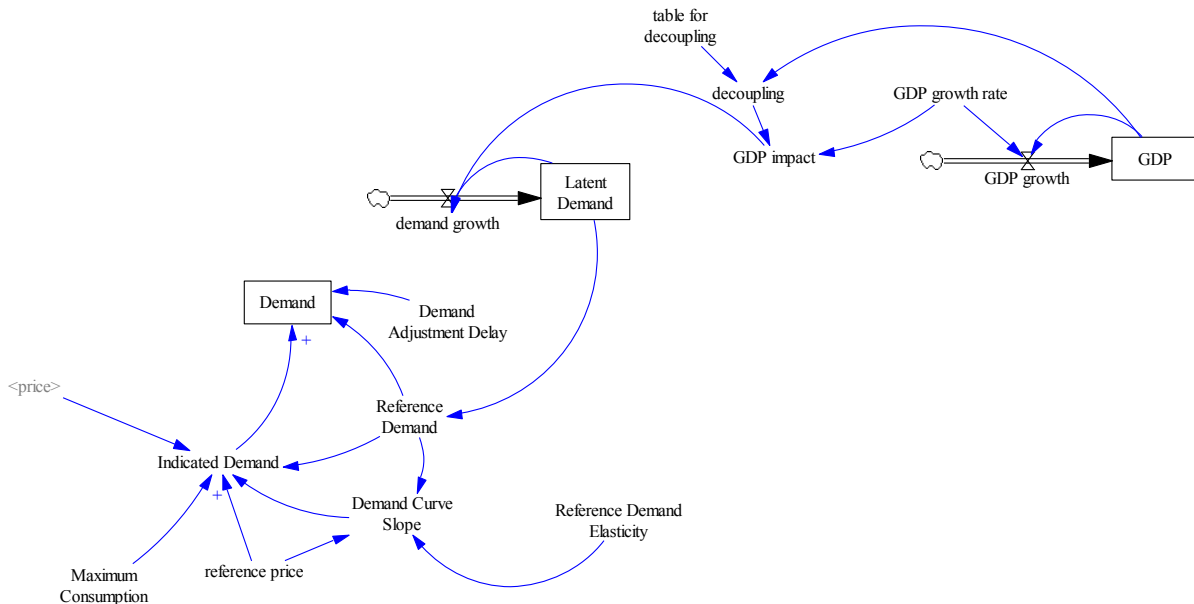 table for
decoupling
decoupling
GDP growth rate
GDP impact
GDP
GDP growth
Latent
Demand
demand growth
Demand
Demand
Adjustment Delay
+
<price>
Reference
Demand
Indicated Demand
+
Demand Curve
Slope
Reference Demand
Elasticity
reference price
Maximum
Consumption